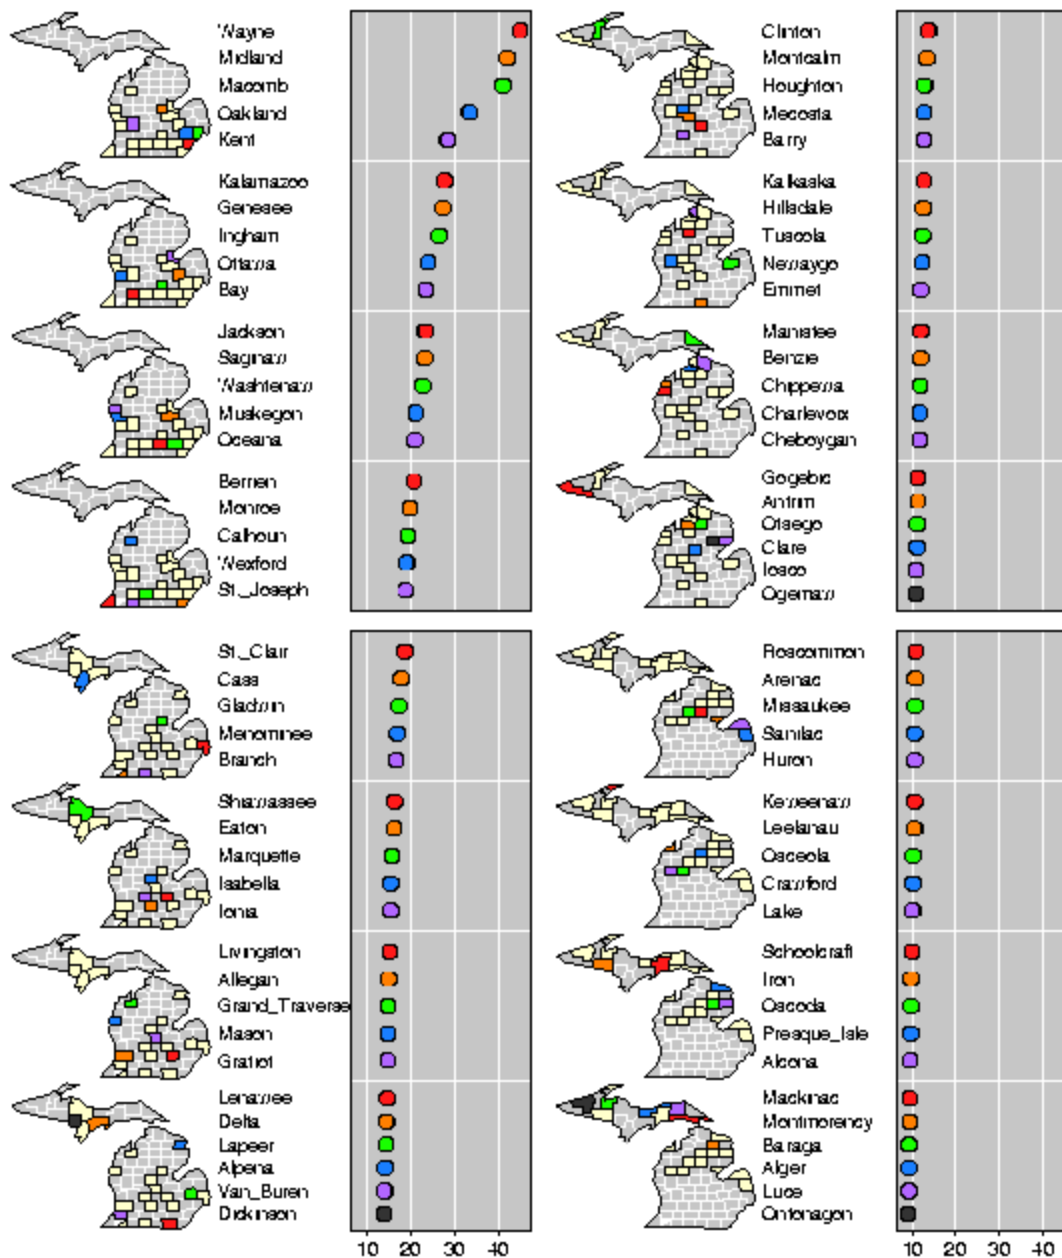 Wayne
Midland
Macomb
Oakland
Kent
Kalamazoo
Genesee
Ingham
Ottawa
Bay
Jackson
Saginaw
Washtenaw
Muskegon
Oceana
Berrien
Monroe
Calhoun
Wexford
St._Joseph
Clinton
Montcalm
Houghton
Mecosta
Barry
Kalkaska
Hillsdale
Tuscola
Newaygo
Emmet
Manistee
Benzie
Chippewa
Charlevoix
Cheboygan
Gogebic
Antrim
Otsego
Clare
Iosco
Ogemaw
St._Clair
Cass
Gladwin
Menominee
Branch
Shiawassee
Eaton
Marquette
Isabella
Ionia
Livingston
Allegan
Grand_Traverse
Mason
Gratiot
Lenawee
Delta
Lapeer
Alpena
Van_Buren
Dickinson
10 20 30 40
Roscommon
Arenac
Missaukee
Sanilac
Huron
Keweenaw
Leelanau
Osceola
Crawford
Lake
Schoolcraft
Iron
Oscoda
Presque_Isle
Alcona
Mackinac
Montmorency
Baraga
Alger
Luce
Ontonagon
10 20 30 40